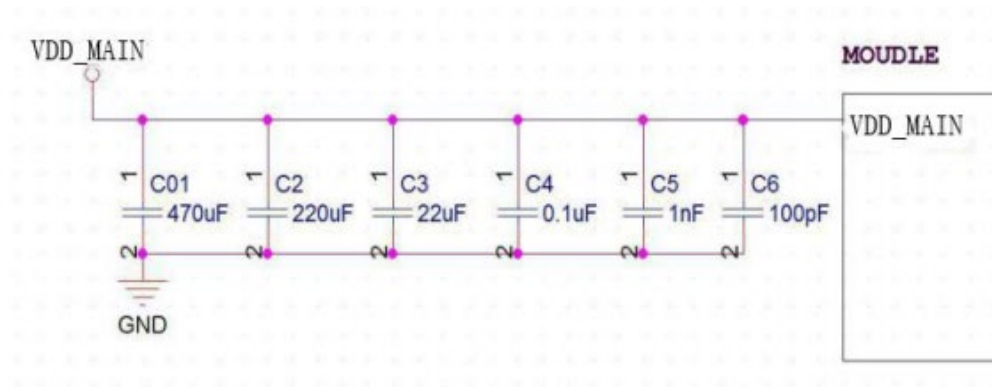 VDD_MAIN
MOUDLE
VDD_MAIN
1 C01 1 C2 1 C3 1 C4 1 C5 1 C6
470uF 220uF 22uF 0.1uF 1nF 100pF
2 2 2 2 2 2
GND